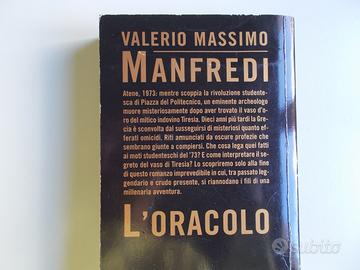 VALERIO MASSIMO
MANFREDI
Atene, 1973: mentre scoppia la rivoluzione studente-
sca di Piazza del Politecnico, un eminente archeologo
muore misteriosamente dopo aver trovato il vaso d'o-
ro del mitico indovino Tiresia. Dieci anni più tardi la Gre-
cia è sconvolta dal susseguirsi di misteriosi quanto ef-
ferati omicidi. Riti annunciati da oscure profezie che
sembrano giunte a compiersi. Che cosa lega quei fatti
ai moti studenteschi del '73? E come interpretare il se-
greto del vaso di Tiresia? Lo scopriremo solo alla fine
di questo romanzo imprevedibile in cui, tra passato leg-
gendario e crudo presente, si riannodano i fili di una
millenaria avventura.
L'ORACOLO
subito